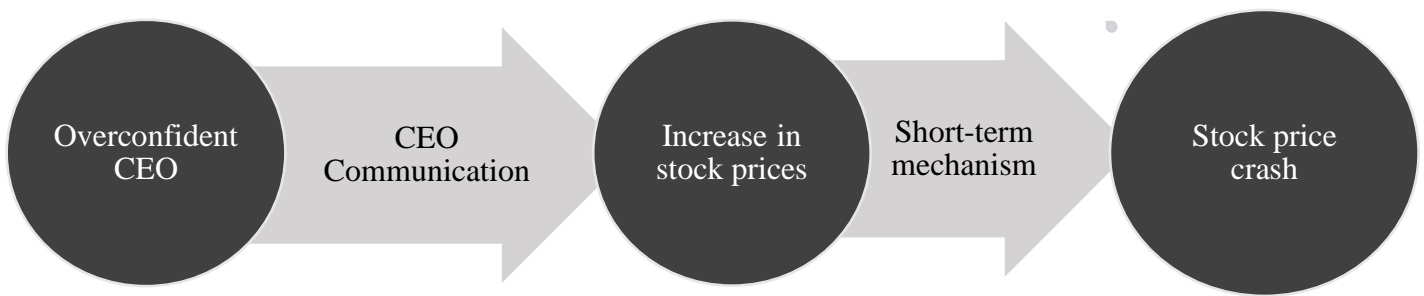 Overconfident
CEO
CEO
Communication
Increase in
stock prices
Short-term
mechanism
Stock price
crash